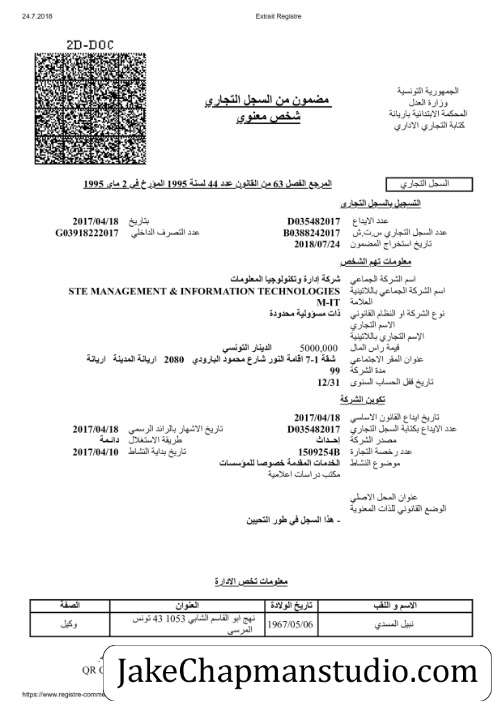 24.7.2018
Extrait Registre
2D-DOC
الجمهورية التونسية
وزارة العدل
المحكمة الابتدائية بأريانة
كتابة التجاري الاداري
مضمون من السجل التجاري
شخص معنوي
السجل التجاري
المرجع الفصل 63 من القانون عدد 44 لسنة 1995 المؤرخ في 2 ماي 1995
التسجيل بالسجل التجاري
عدد الايداع D035482017 بتاريخ 2017/04/18
عدد السجل التجاري س.ت.ش B0388242017 عدد التصرف الداخلي G03918222017
تاريخ استخراج المضمون 2018/07/24
معلومات تهم الشخص
اسم الشركة الجماعي شركة إدارة وتكنولوجيا المعلومات
اسم الشركة الجماعي باللاتينية STE MANAGEMENT & INFORMATION TECHNOLOGIES
العلامة M-IT
نوع الشركة او النظام القانوني ذات مسؤولية محدودة
الاسم التجاري
الإسم التجاري باللاتينية
قيمة راس المال 5000,000 الدينار التونسي
عنوان المقر الاجتماعي شقة 1-7 اقامة النور شارع محمود البارودي 2080 اريانة المدينة اريانة
مدة الشركة 99
تاريخ قفل الحساب السنوى 12/31
تكوين الشركة
تاريخ ايداع القانون الاساسي 2017/04/18
عدد الايداع بكتابة السجل التجاري D035482017 تاريخ الاشهار بالرائد الرسمي 2017/04/18
مصدر الشركة إحداث طريقة الاستغلال دائمة
عدد رخصة التجارة 1509254B تاريخ بداية النشاط 2017/04/10
موضوع النشاط الخدمات المقدمة خصوصا للمؤسسات
مكتب دراسات اعلامية
عنوان المحل الاصلي
الوضع القانوني للذات المعنوية
- هذا السجل في طور التحيين
معلومات تخص الادارة
الاسم و اللقب تاريخ الولادة العنوان الصفة
نبيل المسدي 1967/05/06 نهج ابو القاسم الشابي 1053 43 تونس المرسى وكيل
QR
JakeChapmanstudio.com
https://www.registre-comme